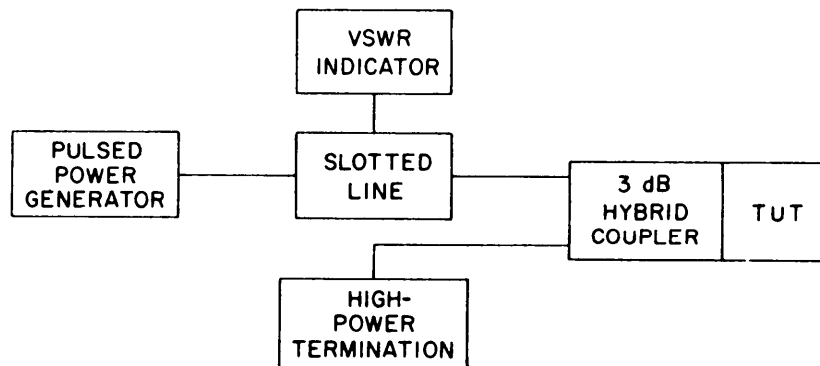 VSWR
INDICATOR
PULSED
POWER
GENERATOR
SLOTTED
LINE
3 dB
HYBRID
COUPLER
TUT
HIGH-
POWER
TERMINATION